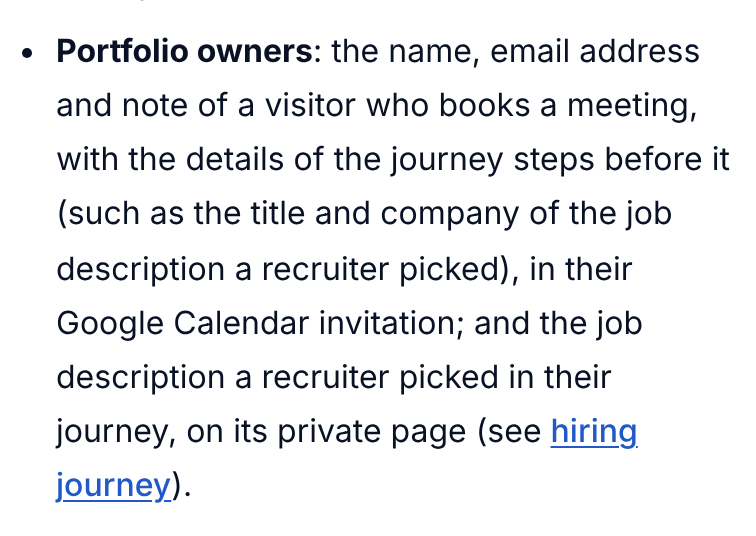 • Portfolio owners: the name, email address
and note of a visitor who books a meeting,
with the details of the journey steps before it
(such as the title and company of the job
description a recruiter picked), in their
Google Calendar invitation; and the job
description a recruiter picked in their
journey, on its private page (see hiring
journey).